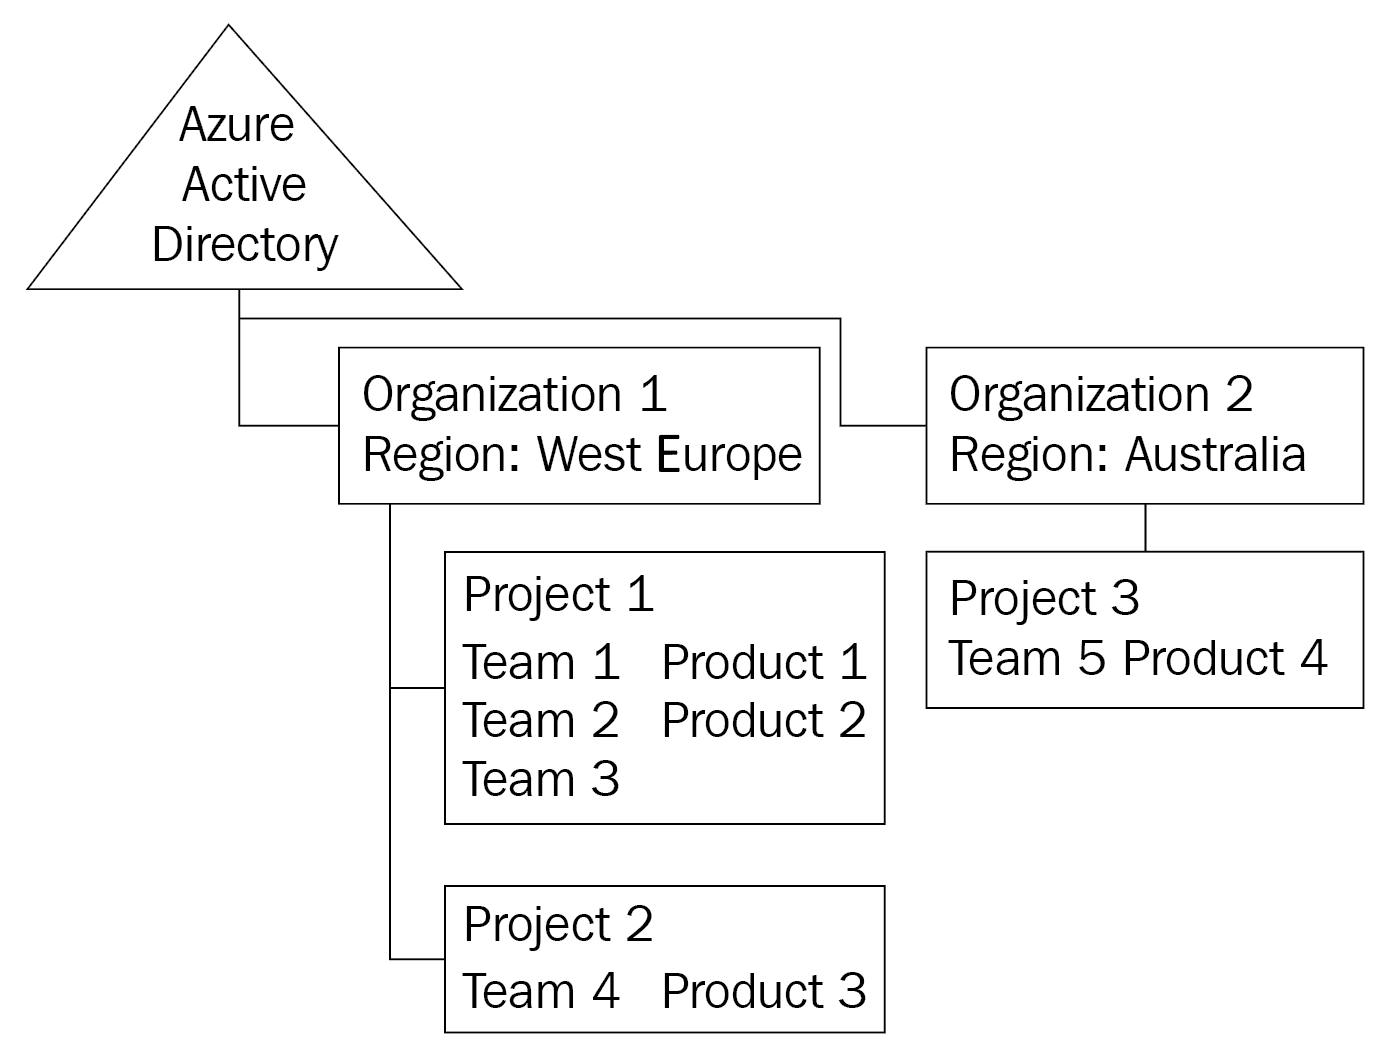 Azure
Active
Directory
Organization 1
Region: West Europe
Organization 2
Region: Australia
Project 1
Team 1 Product 1
Team 2 Product 2
Team 3
Project 3
Team 5 Product 4
Project 2
Team 4 Product 3